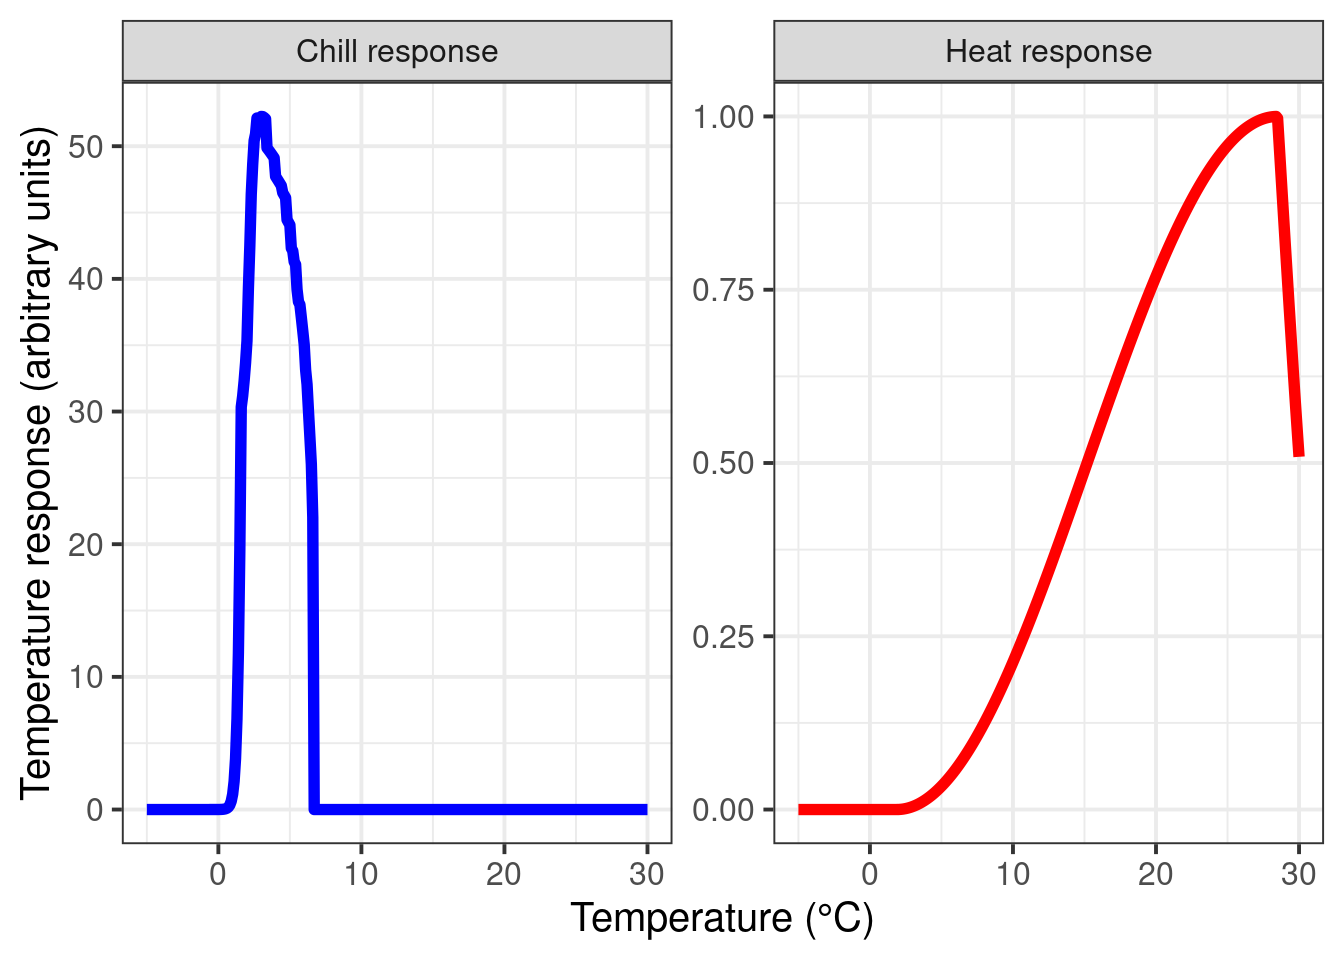 Chill response
Heat response
Temperature response (arbitrary units)
50
40
30
20
10
0
1.00
0.75
0.50
0.25
0.00
0 10 20 30
0 10 20 30
Temperature (°C)